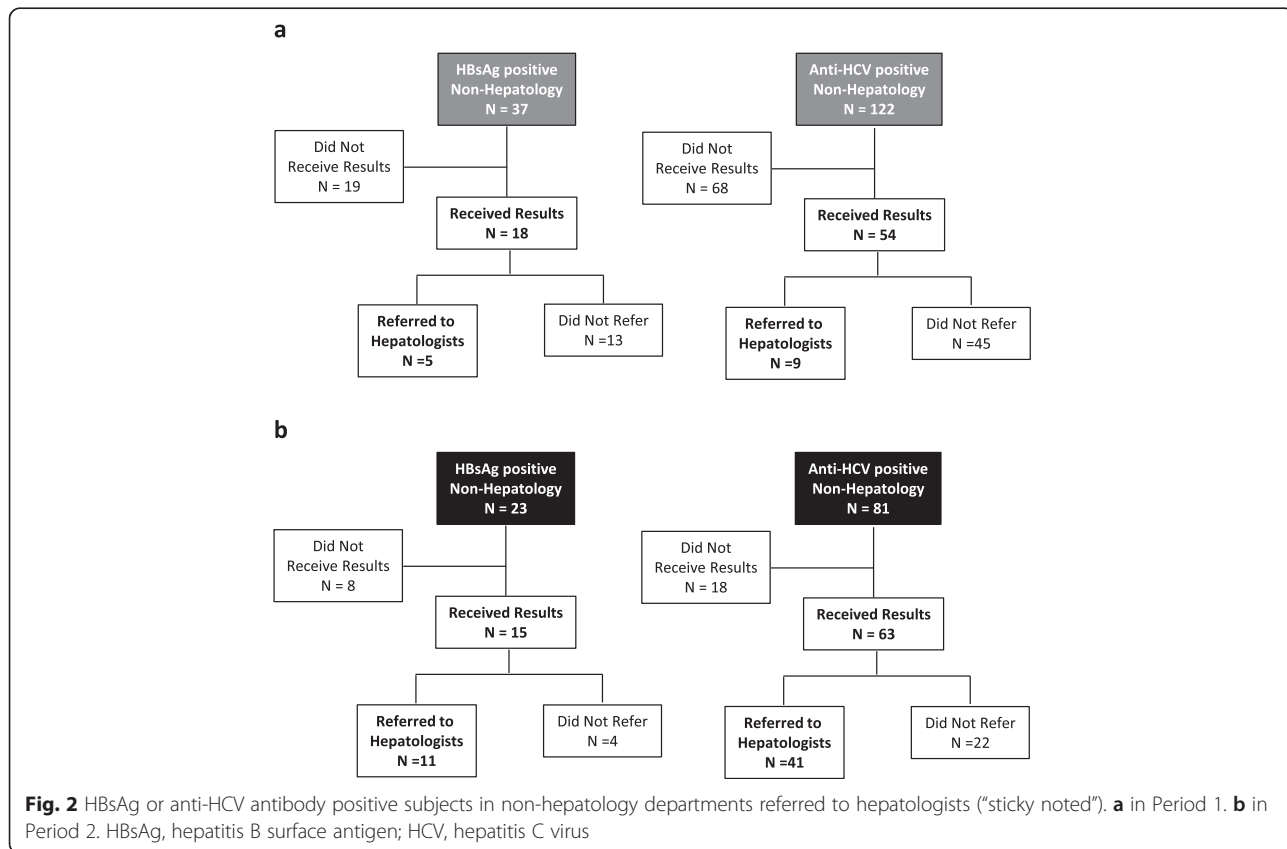 a
HBsAg positive
Non-Hepatology
N = 37
Anti-HCV positive
Non-Hepatology
N = 122
Did Not
Receive Results
N = 19
Did Not
Receive Results
N = 68
Received Results
N = 18
Received Results
N = 54
Referred to
Hepatologists
N =5
Did Not Refer
N =13
Referred to
Hepatologists
N =9
Did Not Refer
N =45
b
HBsAg positive
Non-Hepatology
N = 23
Anti-HCV positive
Non-Hepatology
N = 81
Did Not
Receive Results
N = 8
Did Not
Receive Results
N = 18
Received Results
N = 15
Received Results
N = 63
Referred to
Hepatologists
N =11
Did Not Refer
N =4
Referred to
Hepatologists
N =41
Did Not Refer
N =22
Fig. 2 HBsAg or anti-HCV antibody positive subjects in non-hepatology departments referred to hepatologists (“sticky noted”). a in Period 1. b in
Period 2. HBsAg, hepatitis B surface antigen; HCV, hepatitis C virus